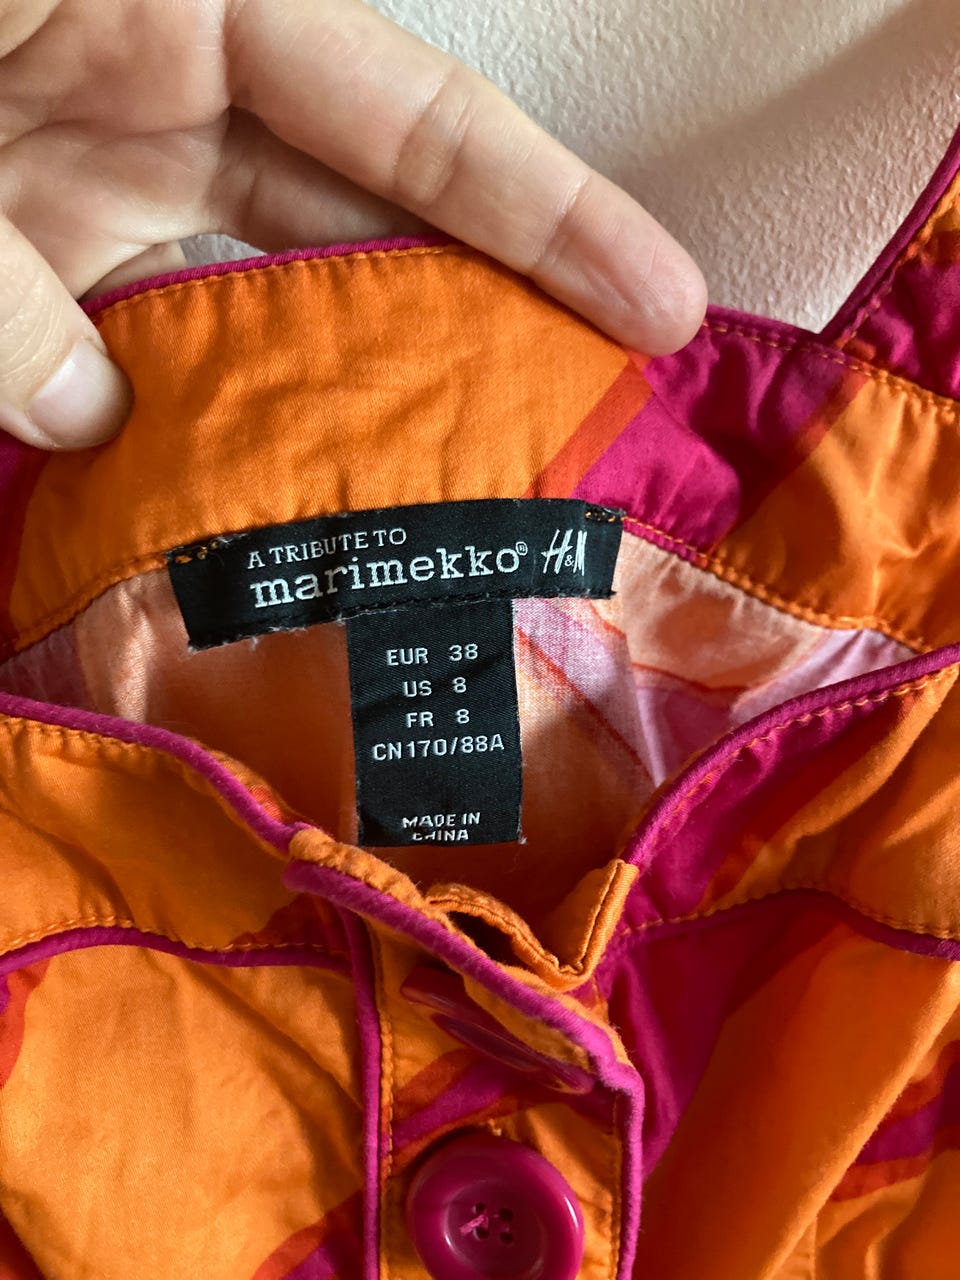 A TRIBUTE TO
marimekko® H&M
EUR 38
US 8
FR 8
CN170/88A
MADE IN
CHINA